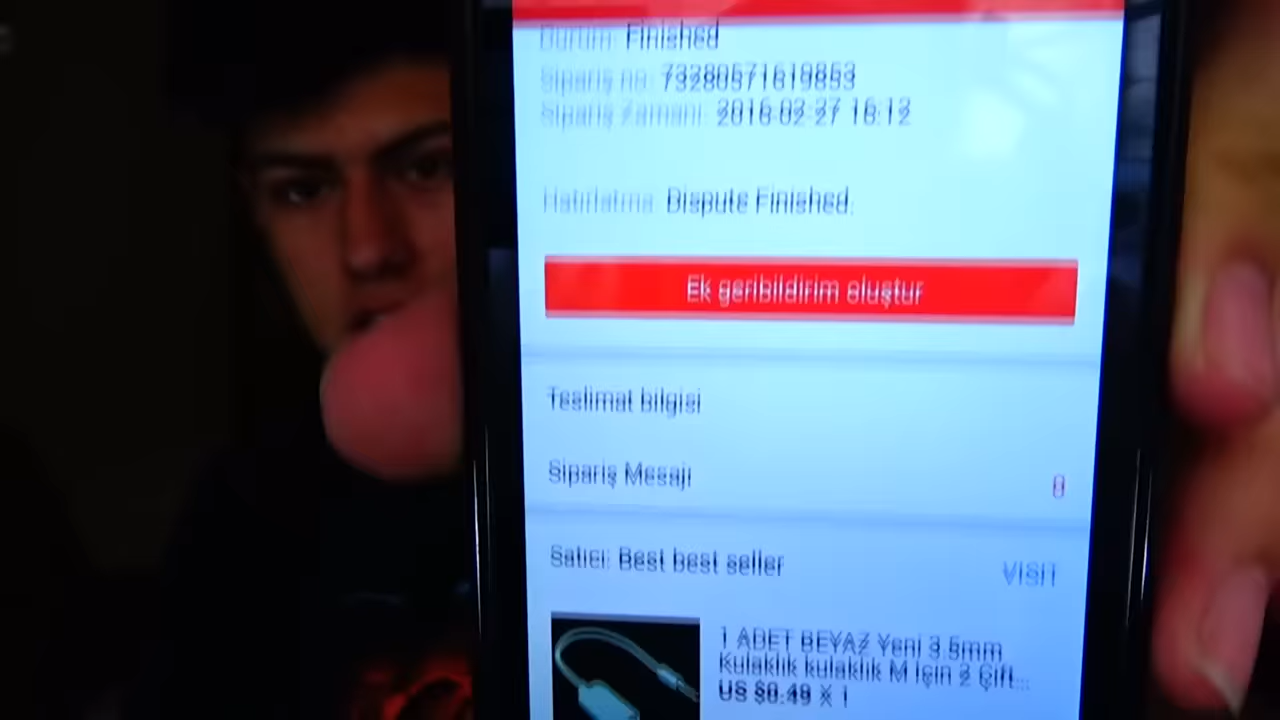 Durum: Finished
Sipariş no: 73280571619853
Sipariş Zamanı: 2016-02-27 16:12
Hatırlatma: Dispute Finished.
Ek geribildirim oluştur
Teslimat bilgisi
Sipariş Mesajı
Satıcı: Best best seller
VISIT
1 ADET BEYAZ Yeni 3.5mm
Kulaklık kulaklık M Için 2 Çift...
US $0.49 X 1